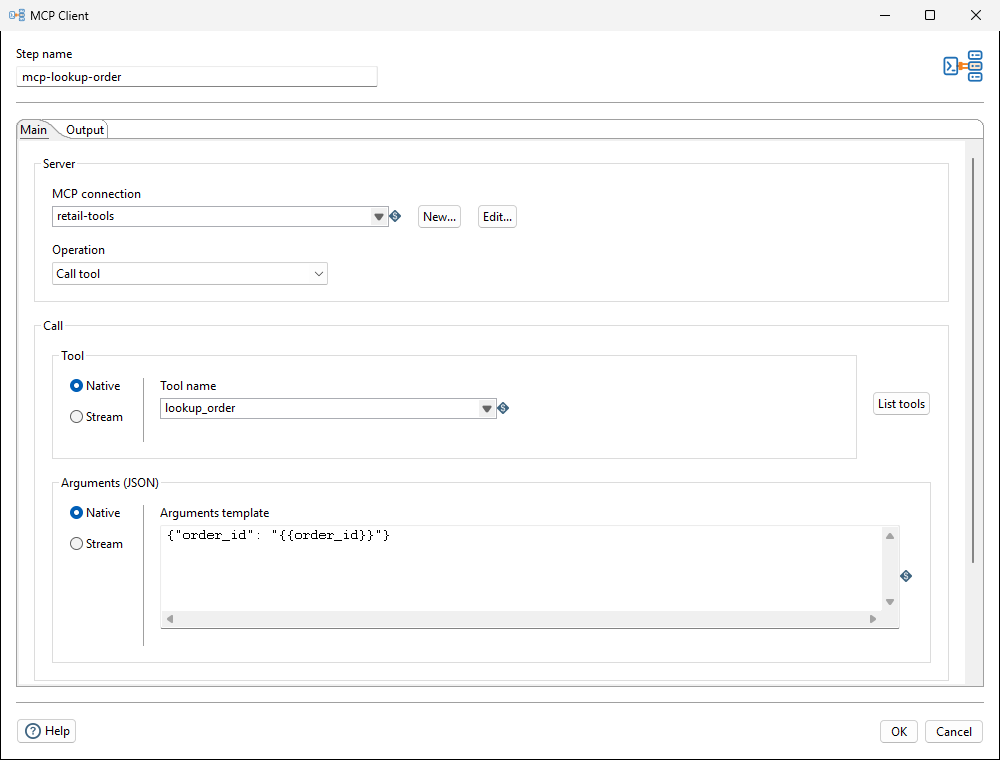 MCP Client
Step name
mcp-lookup-order
Main Output
Server
MCP connection
retail-tools
New... Edit...
Operation
Call tool
Call
Tool
Native
Tool name
lookup_order
Stream
List tools
Arguments (JSON)
Native
Arguments template
{"order_id": "{{order_id}}"}
Stream
Help
OK
Cancel